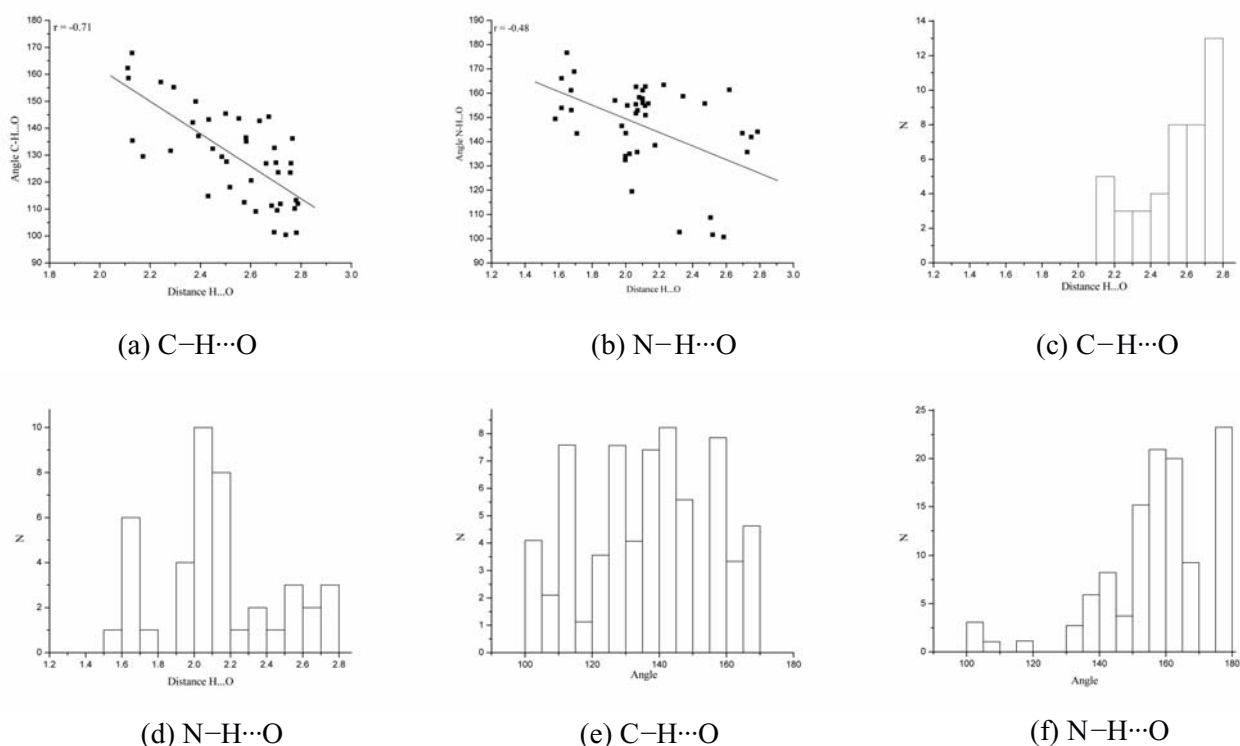 r = -0.71
180
170
160
150
140
130
120
110
100
90
Angle C-H...O
1.8 2.0 2.2 2.4 2.6 2.8 3.0
Distance H...O
(a) C−H···O
r = -0.48
190
180
170
160
150
140
130
120
110
100
90
Angle N-H...O
1.2 1.4 1.6 1.8 2.0 2.2 2.4 2.6 2.8 3.0
Distance H...O
(b) N−H···O
14
12
10
8
6
4
2
0
N
1.2 1.4 1.6 1.8 2.0 2.2 2.4 2.6 2.8
Distance H...O
(c) C−H···O
10
8
6
4
2
0
N
1.2 1.4 1.6 1.8 2.0 2.2 2.4 2.6 2.8
Distance H...O
(d) N−H···O
8
7
6
5
4
3
2
1
0
N
100 120 140 160 180
Angle
(e) C−H···O
25
20
15
10
5
0
N
100 120 140 160 180
Angle
(f) N−H···O